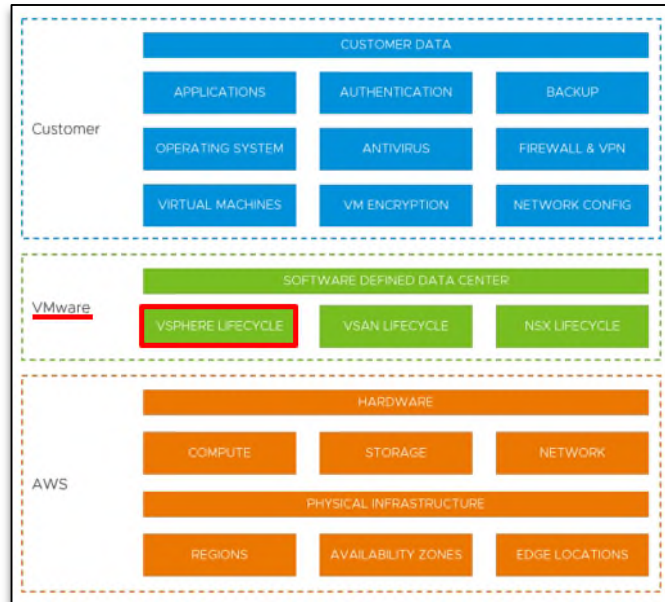 CUSTOMER DATA
Customer
APPLICATIONS AUTHENTICATION BACKUP
OPERATING SYSTEM ANTIVIRUS FIREWALL & VPN
VIRTUAL MACHINES VM ENCRYPTION NETWORK CONFIG
SOFTWARE DEFINED DATA CENTER
VMware
VSPHERE LIFECYCLE VSAN LIFECYCLE NSX LIFECYCLE
HARDWARE
COMPUTE STORAGE NETWORK
AWS
PHYSICAL INFRASTRUCTURE
REGIONS AVAILABILITY ZONES EDGE LOCATIONS